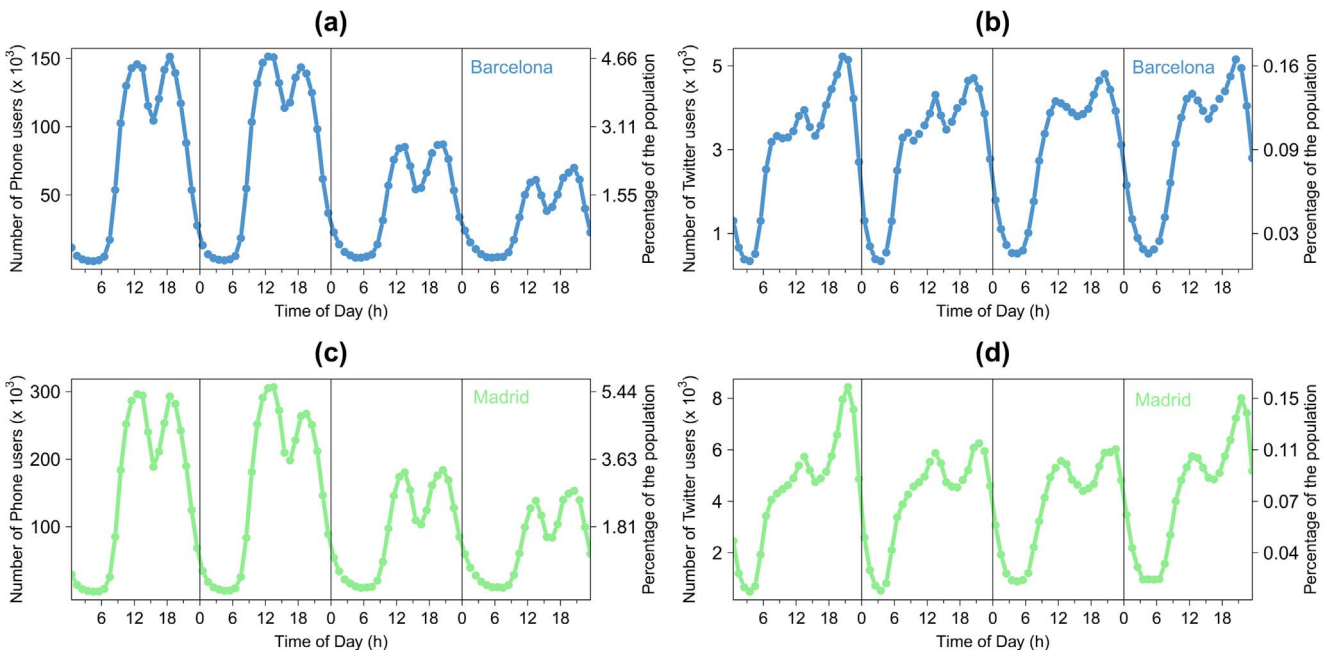 (a)
Number of Phone users (x 10³)
150
100
50
Barcelona
4.66
3.11
1.55
Percentage of the population
6 12 18 0 6 12 18 0 6 12 18 0 6 12 18
Time of Day (h)
(b)
Number of Twitter users (x 10³)
5
3
1
Barcelona
0.16
0.09
0.03
Percentage of the population
6 12 18 0 6 12 18 0 6 12 18 0 6 12 18
Time of Day (h)
(c)
Number of Phone users (x 10³)
300
200
100
Madrid
5.44
3.63
1.81
Percentage of the population
6 12 18 0 6 12 18 0 6 12 18 0 6 12 18
Time of Day (h)
(d)
Number of Twitter users (x 10³)
8
6
4
2
Madrid
0.15
0.11
0.07
0.04
Percentage of the population
6 12 18 0 6 12 18 0 6 12 18 0 6 12 18
Time of Day (h)